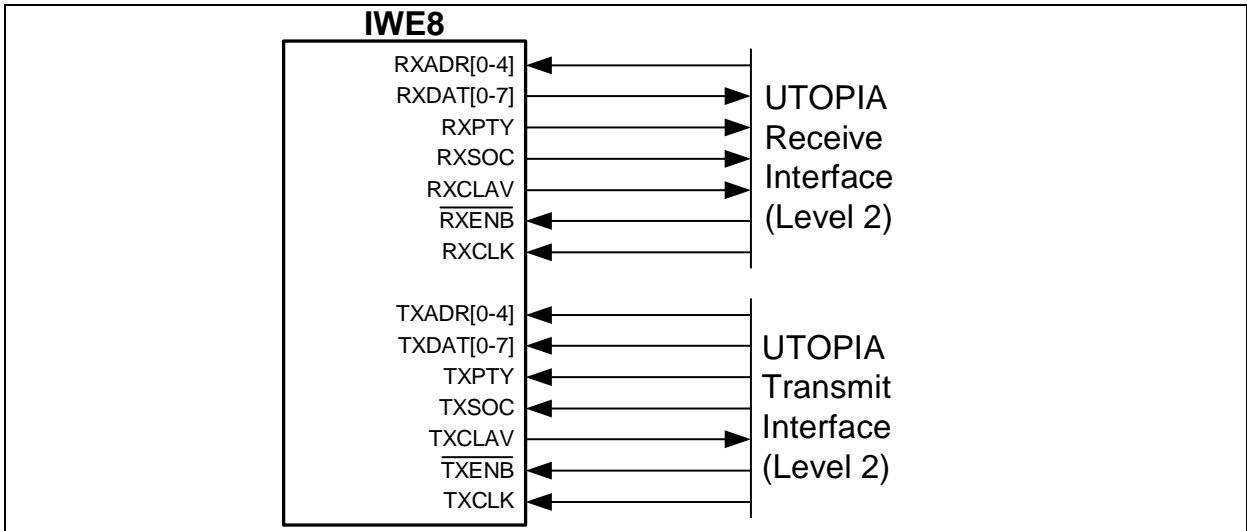 IWE8
RXADR[0-4]
RXDAT[0-7]
RXPTY
RXSOC
RXCLAV
RXENB
RXCLK
UTOPIA
Receive
Interface
(Level 2)
TXADR[0-4]
TXDAT[0-7]
TXPTY
TXSOC
TXCLAV
TXENB
TXCLK
UTOPIA
Transmit
Interface
(Level 2)